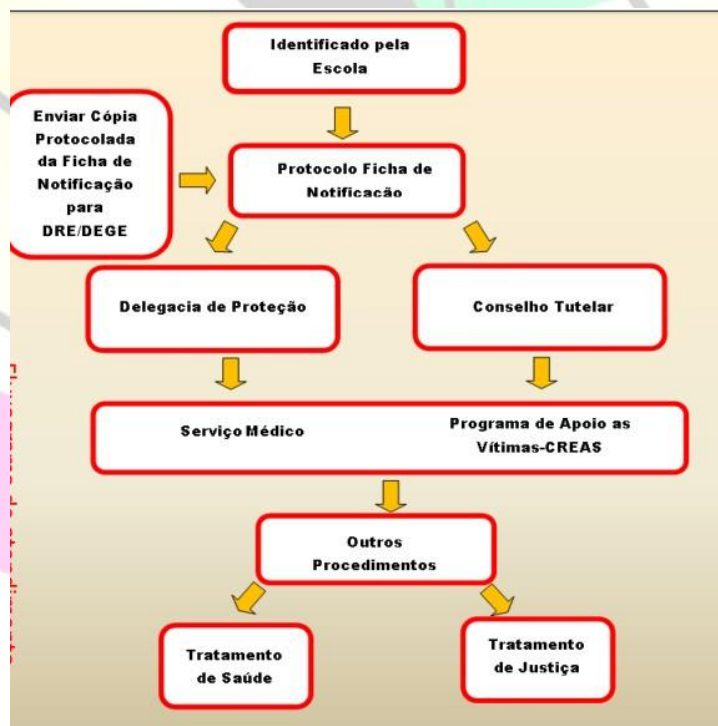 Identificado pela
Escola
Enviar Cópia
Protocolada
da Ficha de
Notificação
para
DRE/DEGE
Protocolo Ficha de
Notificação
Delegacia de Proteção
Conselho Tutelar
Serviço Médico
Programa de Apoio as
Vítimas-CREAS
Outros
Procedimentos
Tratamento
de Saúde
Tratamento
de Justiça